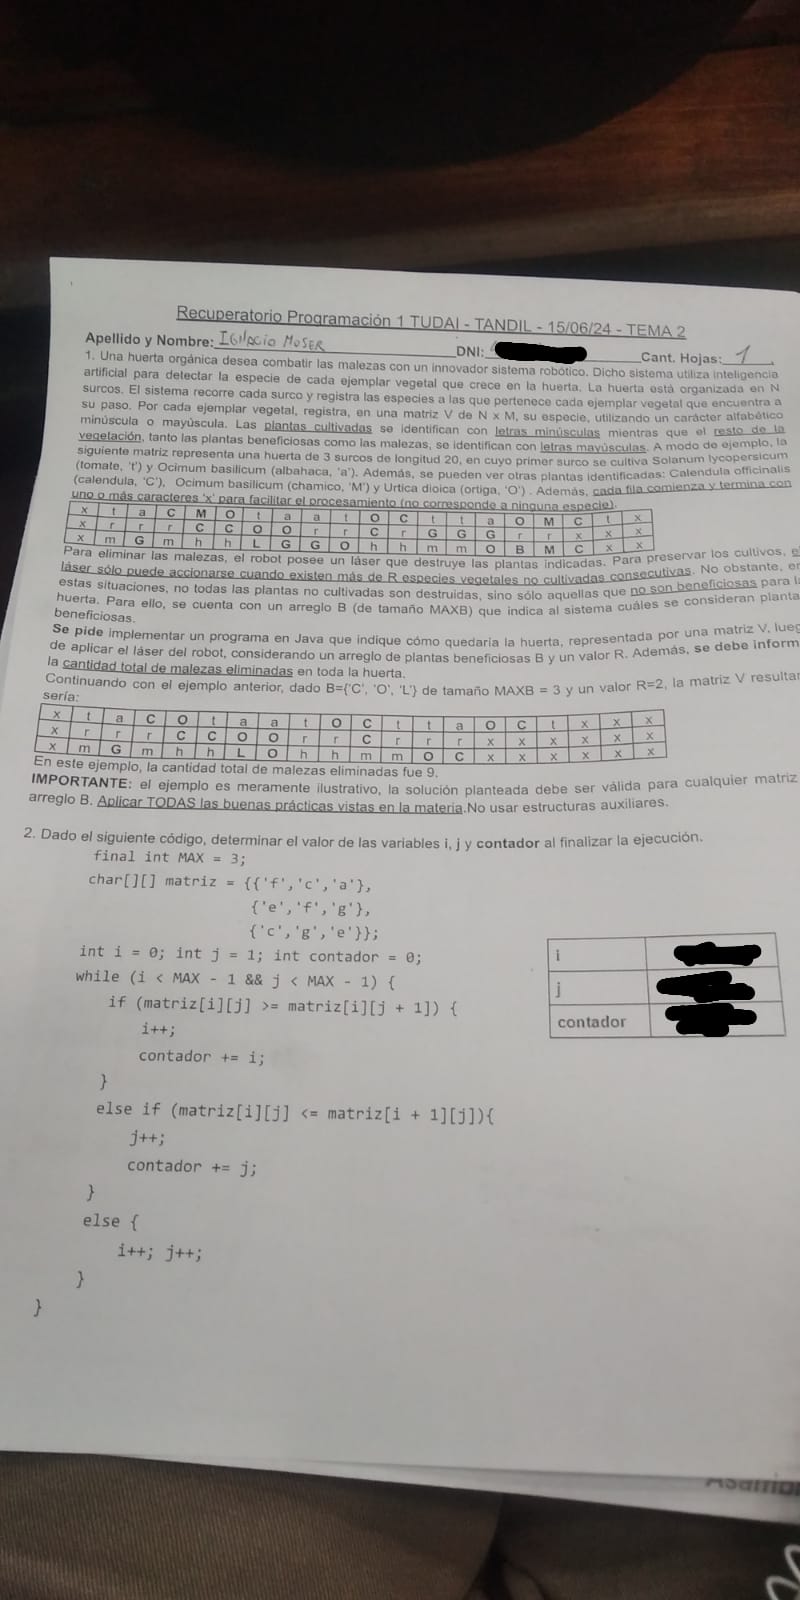 Recuperatorio Programación 1 TUDAI - TANDIL - 15/06/24 - TEMA 2
Apellido y Nombre: IGNACIO MOSER DNI: Cant. Hojas: 1
1. Una huerta orgánica desea combatir las malezas con un innovador sistema robótico. Dicho sistema utiliza inteligencia
artificial para detectar la especie de cada ejemplar vegetal que crece en la huerta. La huerta está organizada en N
surcos. El sistema recorre cada surco y registra las especies a las que pertenece cada ejemplar vegetal que encuentra a
su paso. Por cada ejemplar vegetal, registra, en una matriz V de N x M, su especie, utilizando un carácter alfabético
minúscula o mayúscula. Las plantas cultivadas se identifican con letras minúsculas mientras que el resto de la
vegetación, tanto las plantas beneficiosas como las malezas, se identifican con letras mayúsculas. A modo de ejemplo, la
siguiente matriz representa una huerta de 3 surcos de longitud 20, en cuyo primer surco se cultiva Solanum lycopersicum
(tomate, 't') y Ocimum basilicum (albahaca, 'a'). Además, se pueden ver otras plantas identificadas: Calendula officinalis
(calendula, 'C'), Ocimum basilicum (chamico, 'M') y Urtica dioica (ortiga, 'O') . Además, cada fila comienza y termina con
uno o más caracteres 'x' para facilitar el procesamiento (no corresponde a ninguna especie).
x t a C M O t a a t O C t t a O M C t x
x r r r C C O O r r C r G G G r r x x x
x m G m h h L G G O h h m m O B M C x x
Para eliminar las malezas, el robot posee un láser que destruye las plantas indicadas. Para preservar los cultivos, e
láser sólo puede accionarse cuando existen más de R especies vegetales no cultivadas consecutivas. No obstante, en
estas situaciones, no todas las plantas no cultivadas son destruidas, sino sólo aquellas que no son beneficiosas para l
huerta. Para ello, se cuenta con un arreglo B (de tamaño MAXB) que indica al sistema cuáles se consideran planta
beneficiosas.
Se pide implementar un programa en Java que indique cómo quedaría la huerta, representada por una matriz V, lueg
de aplicar el láser del robot, considerando un arreglo de plantas beneficiosas B y un valor R. Además, se debe inform
la cantidad total de malezas eliminadas en toda la huerta.
Continuando con el ejemplo anterior, dado B={'C', 'O', 'L'} de tamaño MAXB = 3 y un valor R=2, la matriz V resultar
sería:
x t a C O t a a t O C t t a O C t x x x
x r r r C C O O r r C r r r x x x x x x
x m G m h h L O h h m m O C x x x x x x
En este ejemplo, la cantidad total de malezas eliminadas fue 9.
IMPORTANTE: el ejemplo es meramente ilustrativo, la solución planteada debe ser válida para cualquier matriz
arreglo B. Aplicar TODAS las buenas prácticas vistas en la materia.No usar estructuras auxiliares.
2. Dado el siguiente código, determinar el valor de las variables i, j y contador al finalizar la ejecución.
final int MAX = 3;
char[][] matriz = {{'f','c','a'},
{'e','f','g'},
{'c','g','e'}};
int i = 0; int j = 1; int contador = 0;
while (i < MAX - 1 && j < MAX - 1) {
if (matriz[i][j] >= matriz[i][j + 1]) {
i++;
contador += i;
}
else if (matriz[i][j] <= matriz[i + 1][j]){
j++;
contador += j;
}
else {
i++; j++;
}
}
i
j
contador